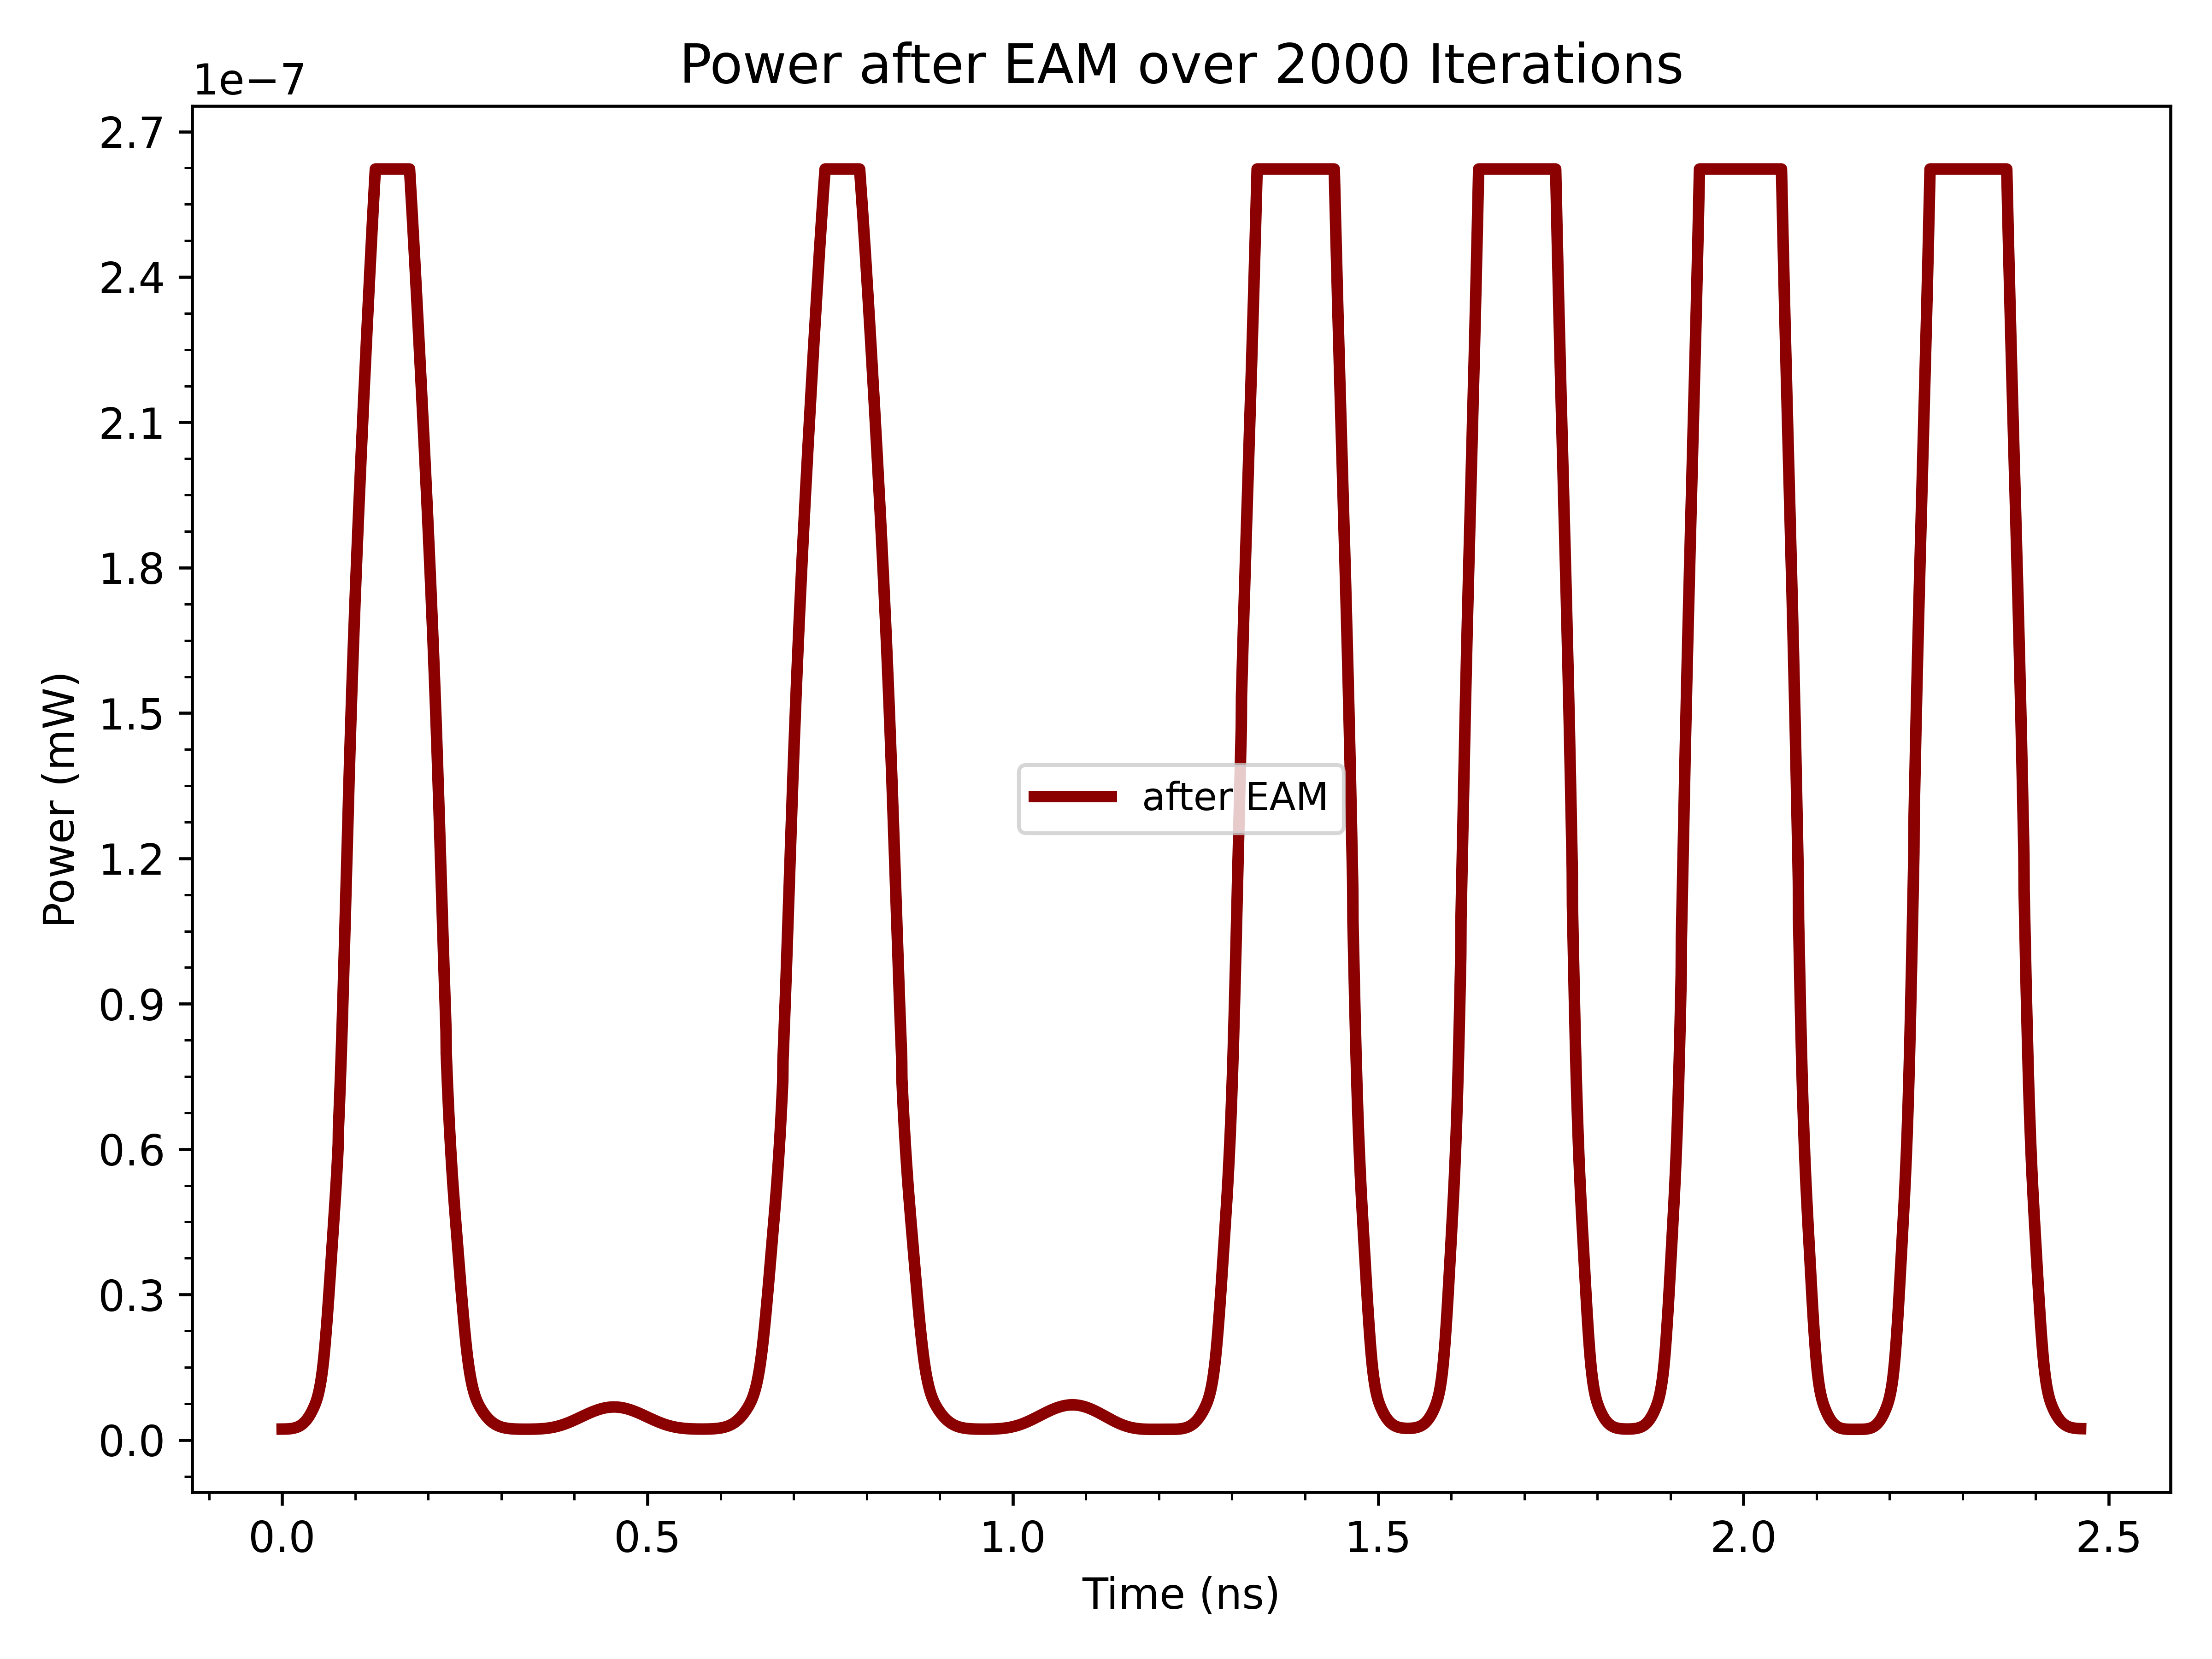 Power after EAM over 2000 Iterations
1e−7
2.7
2.4
2.1
1.8
1.5
1.2
0.9
0.6
0.3
0.0
Power (mW)
after EAM
0.0 0.5 1.0 1.5 2.0 2.5
Time (ns)